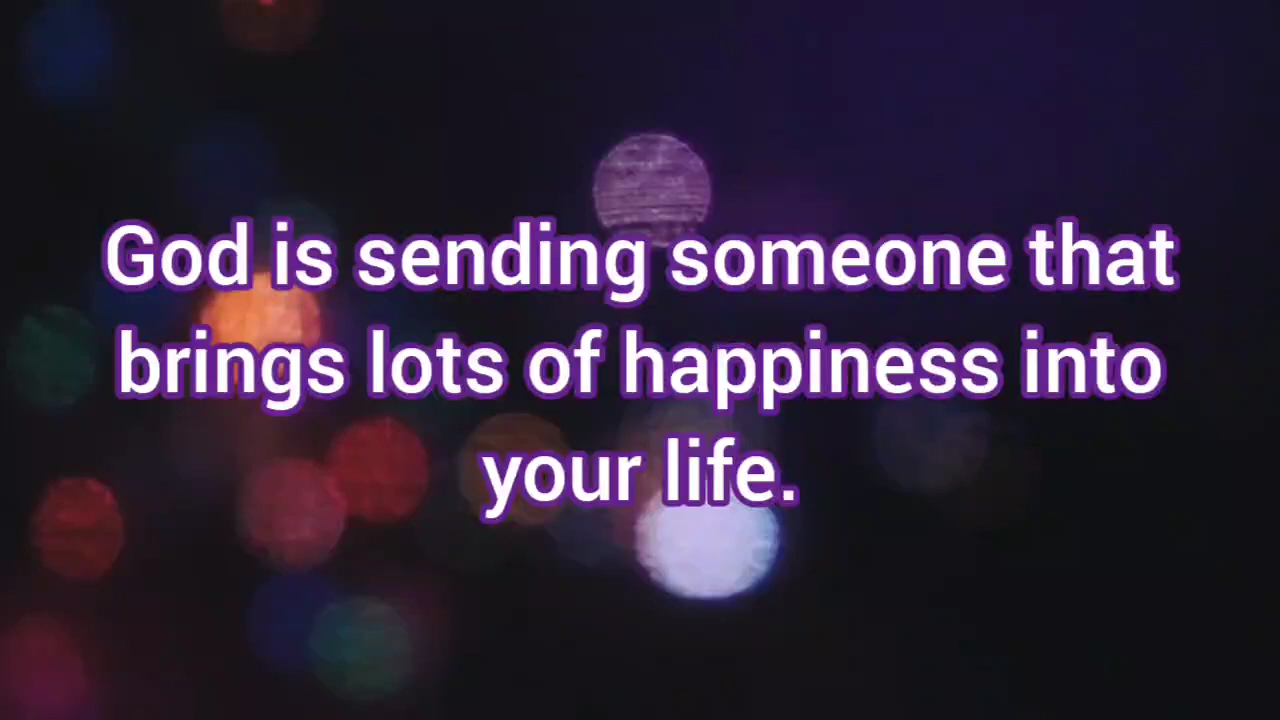 God is sending someone that
brings lots of happiness into
your life.